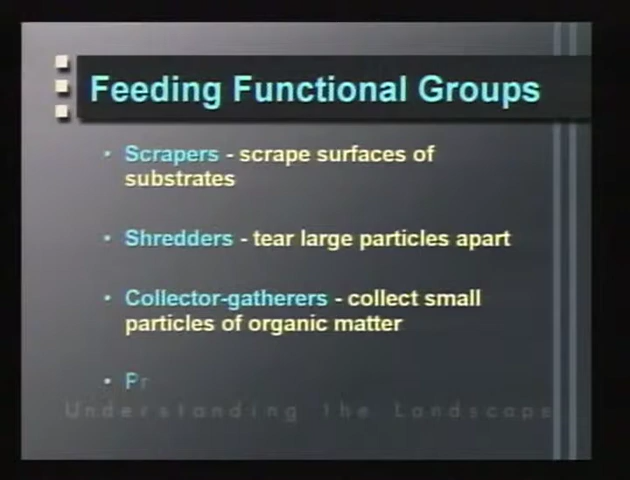 Feeding Functional Groups
• Scrapers - scrape surfaces of
substrates
• Shredders - tear large particles apart
• Collector-gatherers - collect small
particles of organic matter
• Pr
Understanding the Landscape